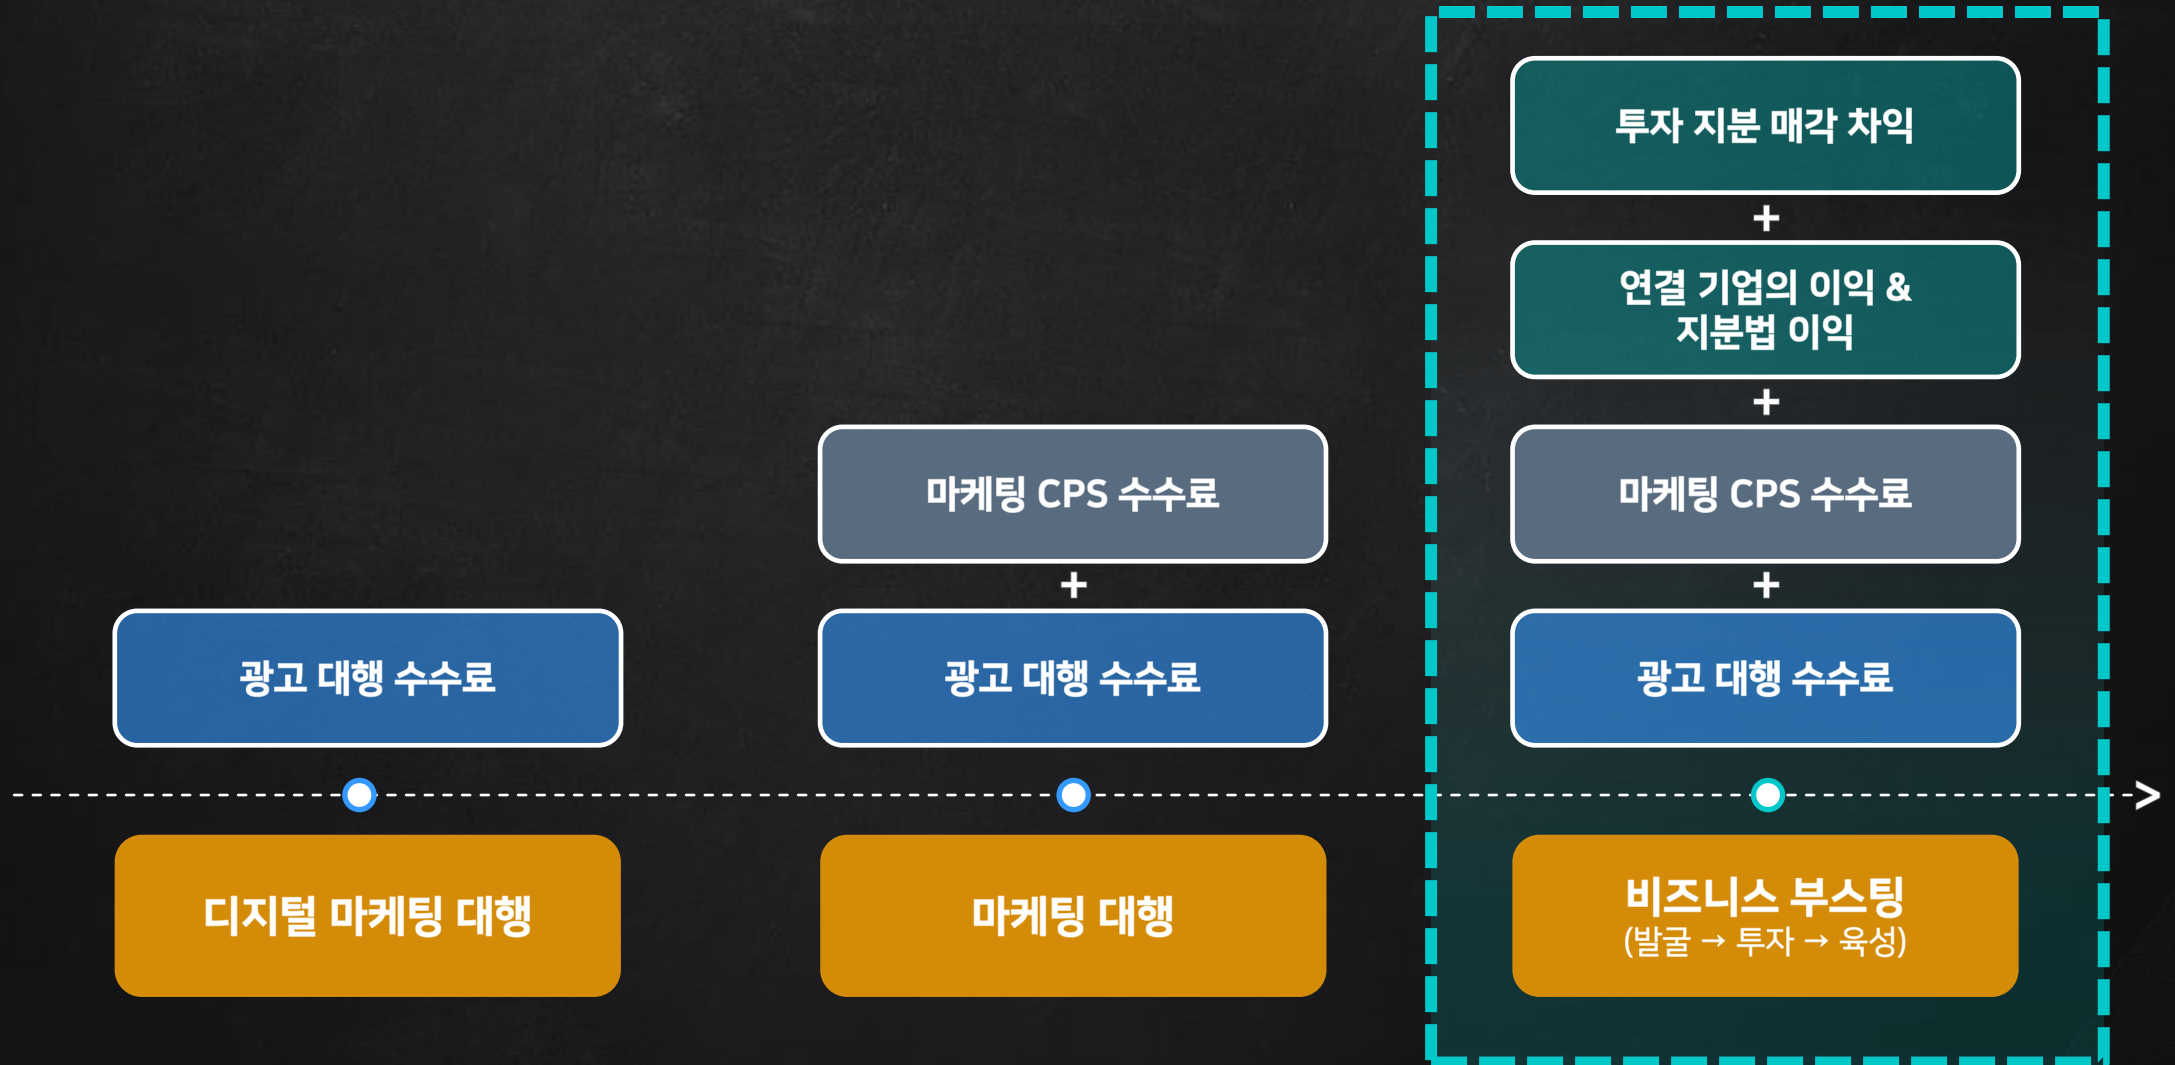 투자 지분 매각 차익
+
연결 기업의 이익 &
지분법 이익
+
마케팅 CPS 수수료
마케팅 CPS 수수료
+
+
광고 대행 수수료
광고 대행 수수료
광고 대행 수수료
디지털 마케팅 대행
마케팅 대행
비즈니스 부스팅
(발굴 → 투자 → 육성)